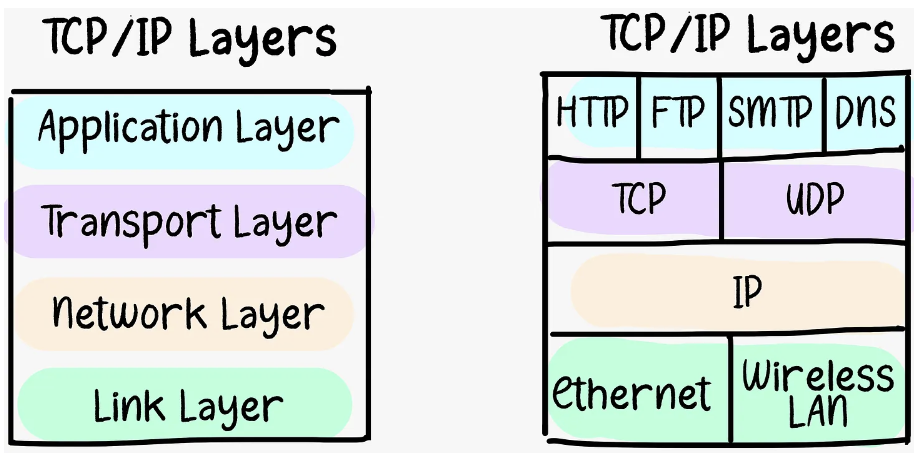 TCP/IP Layers
Application Layer
Transport Layer
Network Layer
Link Layer
TCP/IP Layers
HTTP FTP SMTP DNS
TCP UDP
IP
Ethernet
Wireless
LAN